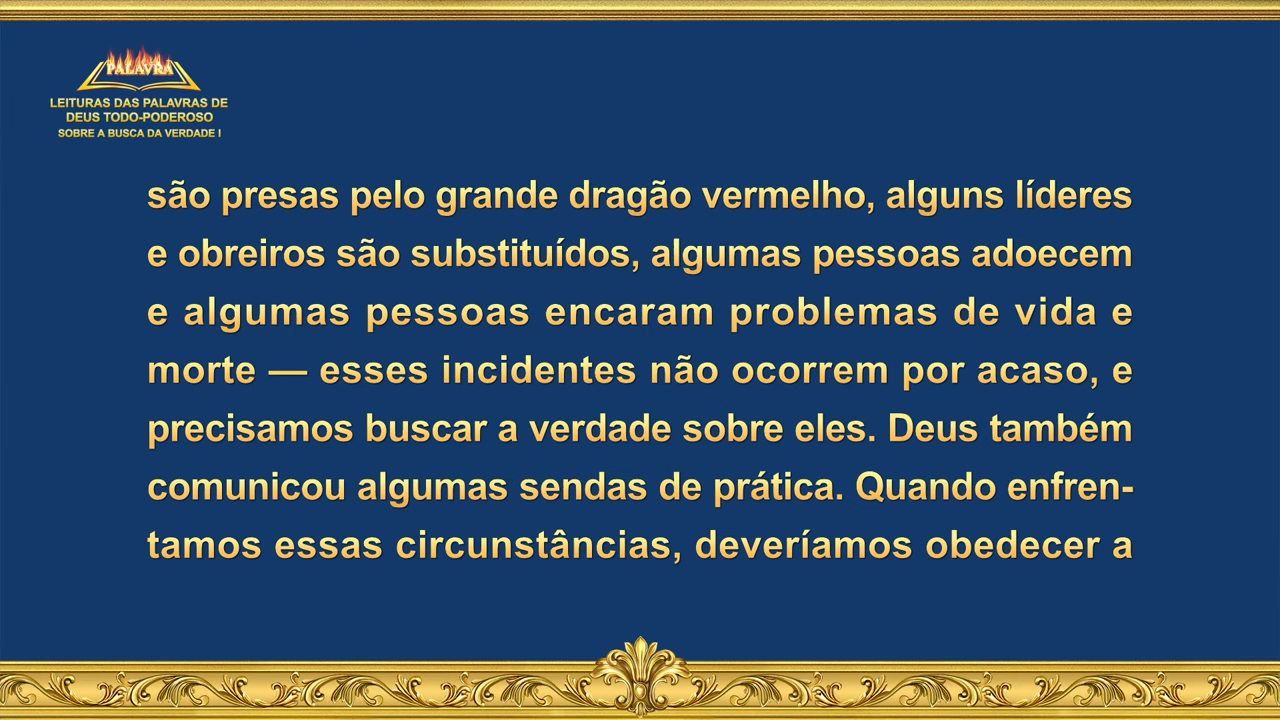 PALAVRA
LEITURAS DAS PALAVRAS DE
DEUS TODO-PODEROSO
SOBRE A BUSCA DA VERDADE I
são presas pelo grande dragão vermelho, alguns líderes
e obreiros são substituídos, algumas pessoas adoecem
e algumas pessoas encaram problemas de vida e
morte — esses incidentes não ocorrem por acaso, e
precisamos buscar a verdade sobre eles. Deus também
comunicou algumas sendas de prática. Quando enfren-
tamos essas circunstâncias, deveríamos obedecer a